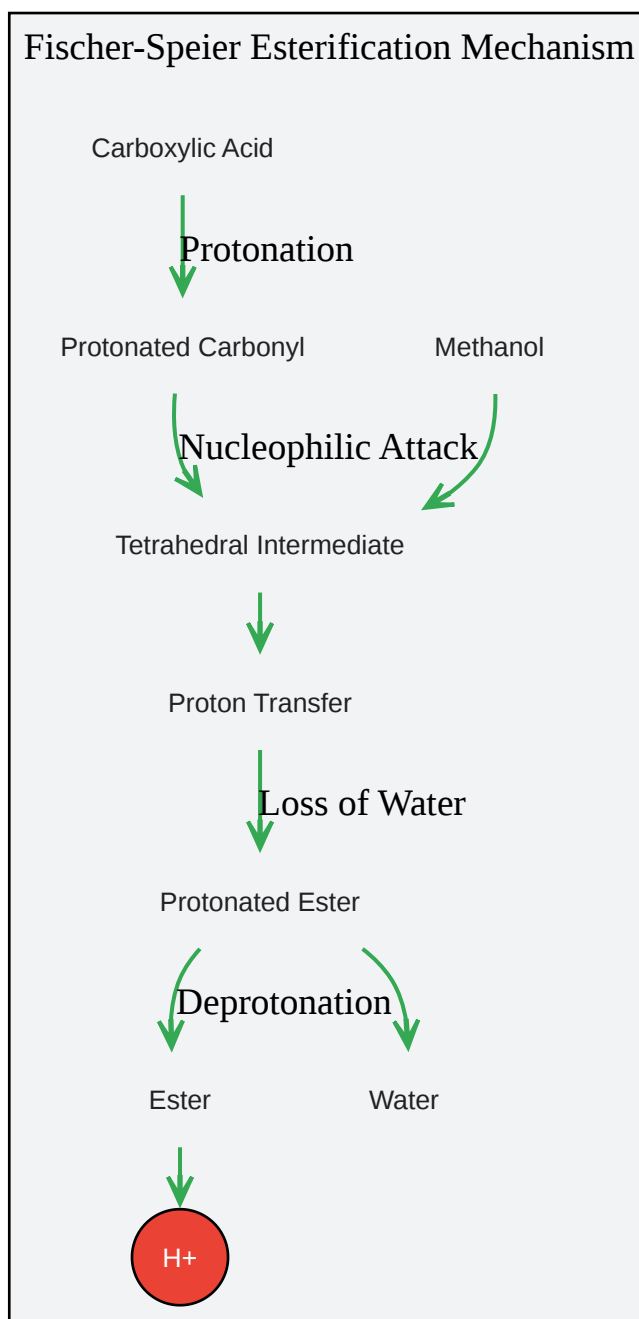 Fischer-Speier Esterification Mechanism
Carboxylic Acid
Protonation
Protonated Carbonyl
Methanol
Nucleophilic Attack
Tetrahedral Intermediate
Proton Transfer
Loss of Water
Protonated Ester
Deprotonation
Ester
Water
H+